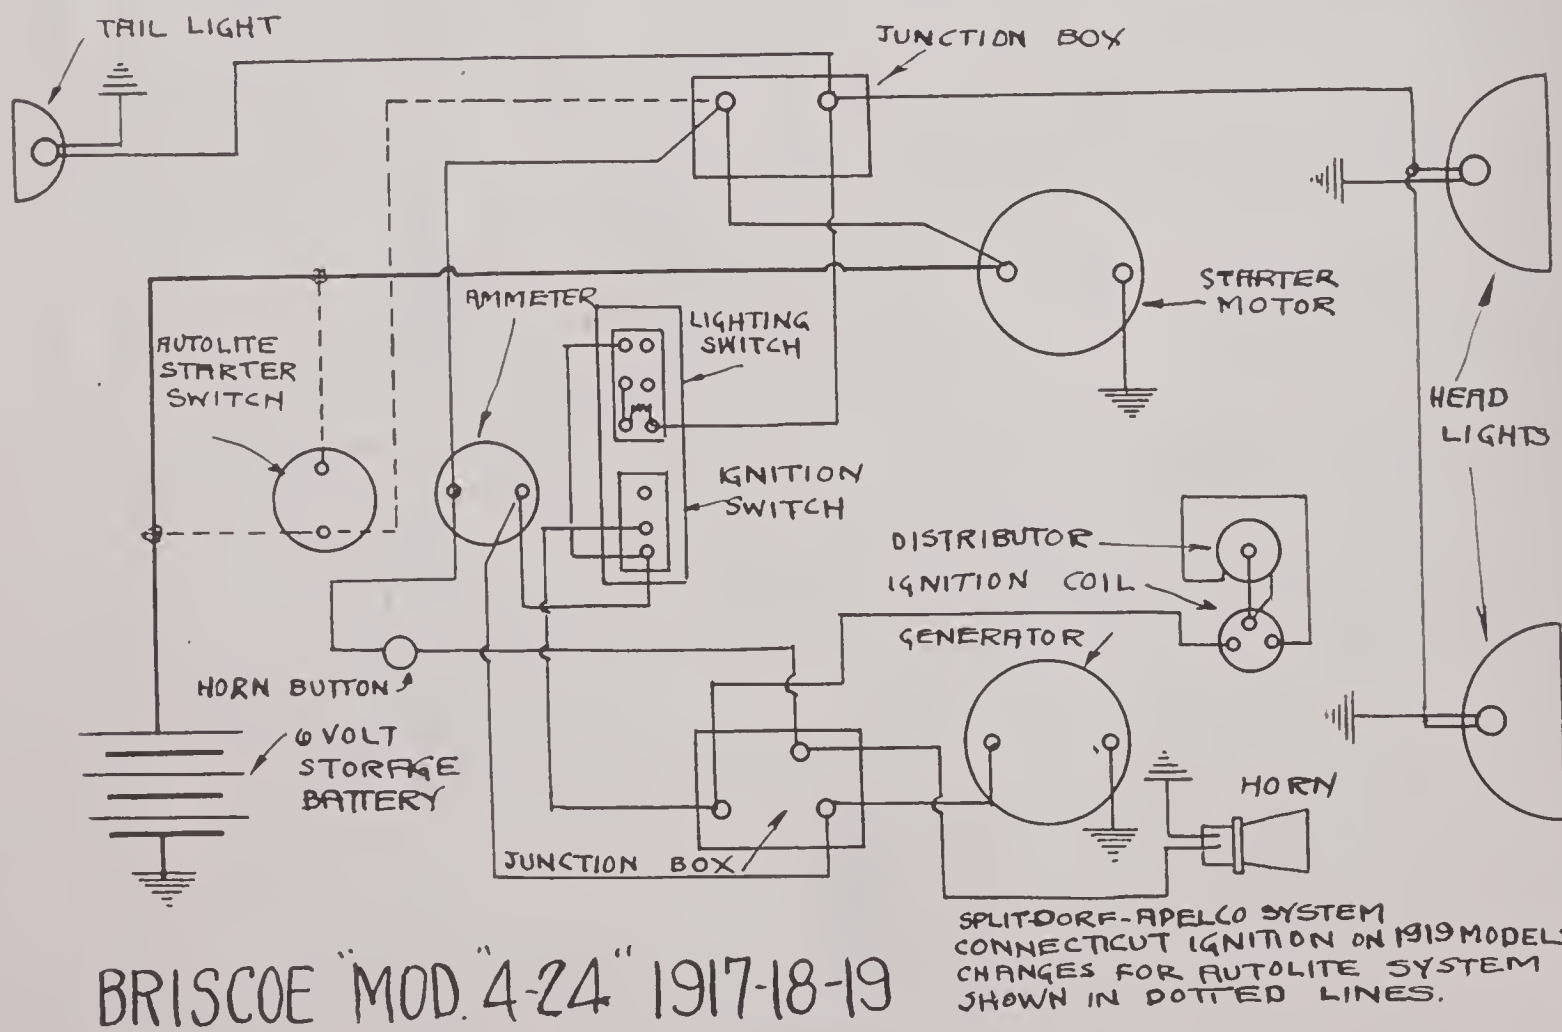 TAIL LIGHT
JUNCTION BOX
STARTER
MOTOR
AMMETER
LIGHTING
SWITCH
AUTOLITE
STARTER
SWITCH
HEAD
LIGHTS
IGNITION
SWITCH
DISTRIBUTOR
IGNITION COIL
GENERATOR
HORN BUTTON
6 VOLT
STORAGE
BATTERY
HORN
JUNCTION BOX
SPLITDORF-APELCO SYSTEM
CONNECTICUT IGNITION ON 1919 MODELS
CHANGES FOR AUTOLITE SYSTEM
SHOWN IN DOTTED LINES.
BRISCOE "MOD. "4-24" 1917-18-19